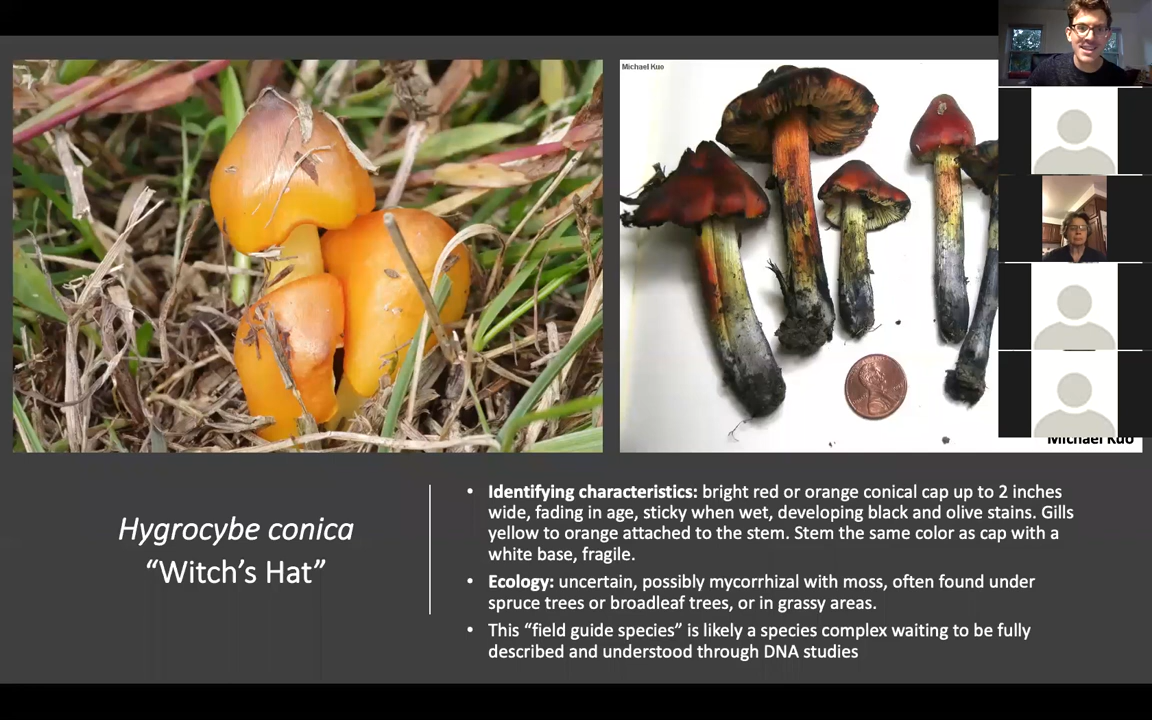 Michael Kuo
Michael Kuo
Hygrocybe conica
“Witch’s Hat”
• Identifying characteristics: bright red or orange conical cap up to 2 inches
wide, fading in age, sticky when wet, developing black and olive stains. Gills
yellow to orange attached to the stem. Stem the same color as cap with a
white base, fragile.
• Ecology: uncertain, possibly mycorrhizal with moss, often found under
spruce trees or broadleaf trees, or in grassy areas.
• This “field guide species” is likely a species complex waiting to be fully
described and understood through DNA studies